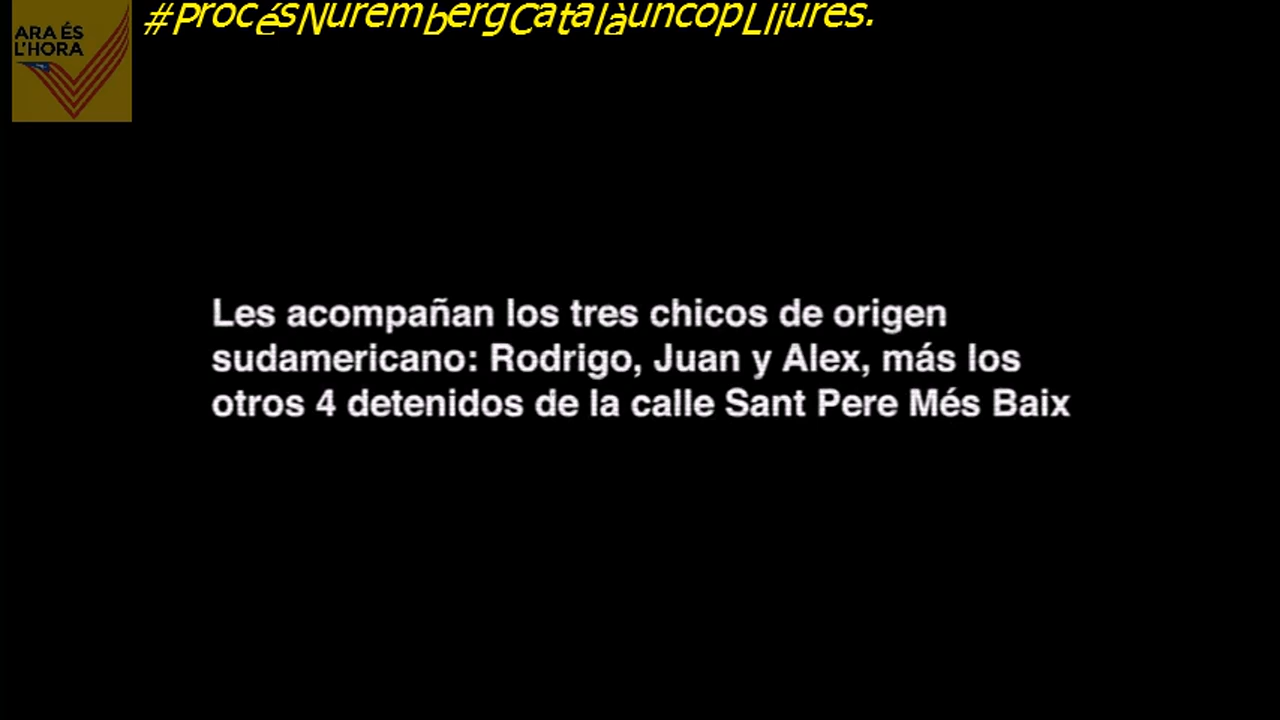 #ProcésNurembergCatalàuncopLliures.
ARA ÉS
L'HORA
Les acompañan los tres chicos de origen
sudamericano: Rodrigo, Juan y Alex, más los
otros 4 detenidos de la calle Sant Pere Més Baix